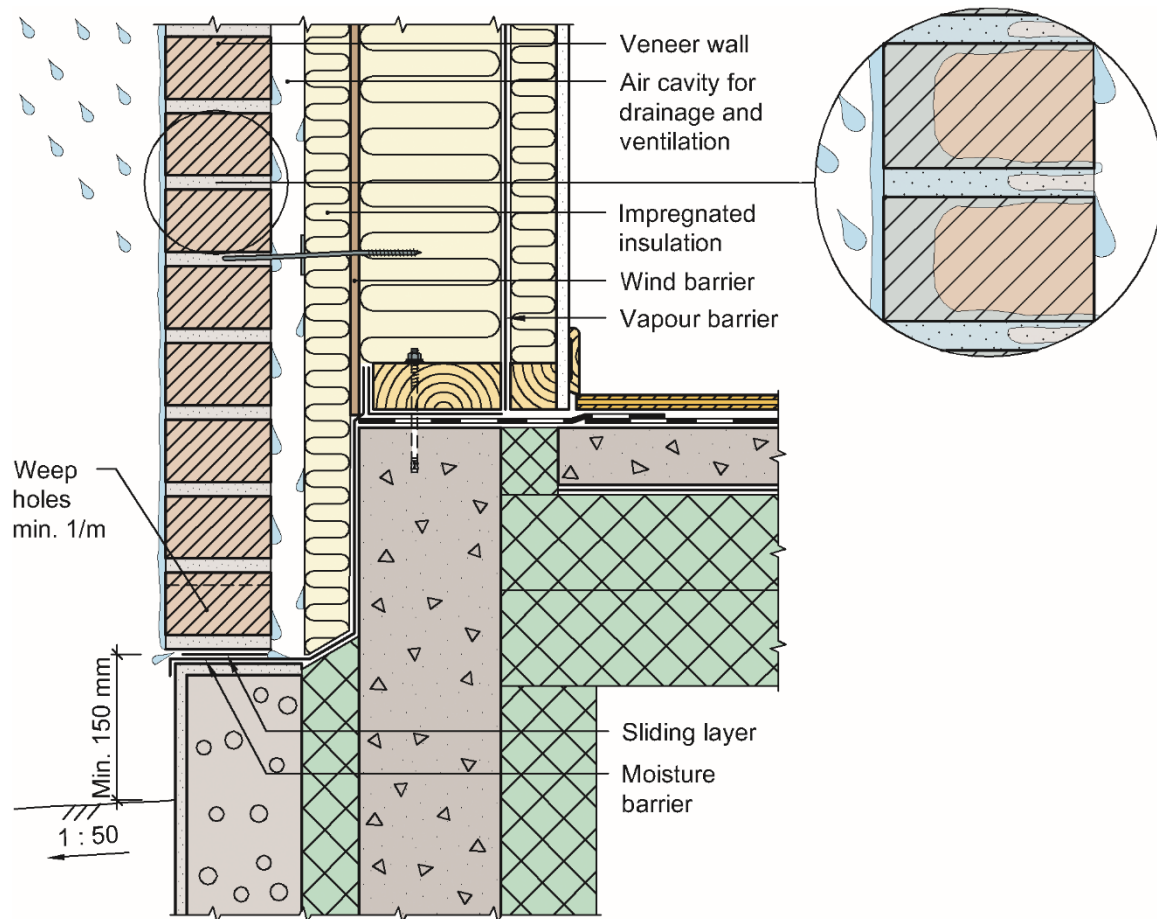 Veneer wall
Air cavity for
drainage and
ventilation
Impregnated
insulation
Wind barrier
Vapour barrier
Weep
holes
min. 1/m
Min. 150 mm
Sliding layer
Moisture
barrier
1 : 50